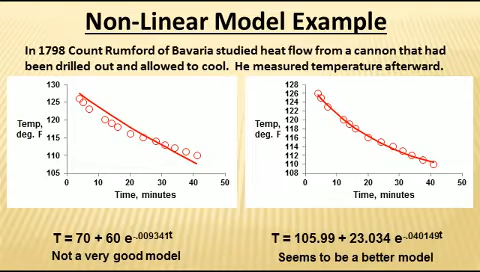 Non-Linear Model Example
In 1798 Count Rumford of Bavaria studied heat flow from a cannon that had
been drilled out and allowed to cool. He measured temperature afterward.
130
125
120
115
110
105
Temp,
deg. F
0 10 20 30 40 50
Time, minutes
128
126
124
122
120
118
116
114
112
110
108
Temp,
deg. F
0 10 20 30 40 50
Time, minutes
T = 70 + 60 e-.009341t
Not a very good model
T = 105.99 + 23.034 e-.040149t
Seems to be a better model